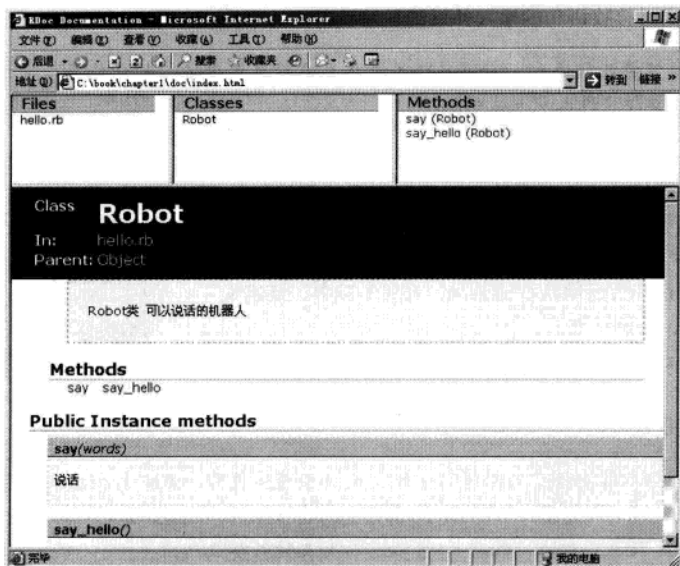 RDoc Documentation - Microsoft Internet Explorer
文件(F) 编辑(E) 查看(V) 收藏(A) 工具(T) 帮助(H)
后退 搜索 收藏夹
地址(D) C:\book\chapter1\doc\index.html 转到 链接 »
Files Classes Methods
hello.rb Robot say (Robot)
say_hello (Robot)
Class Robot
In: hello.rb
Parent: Object
Robot类 可以说话的机器人
Methods
say say_hello
Public Instance methods
say(words)
说话
say_hello()
完毕 我的电脑